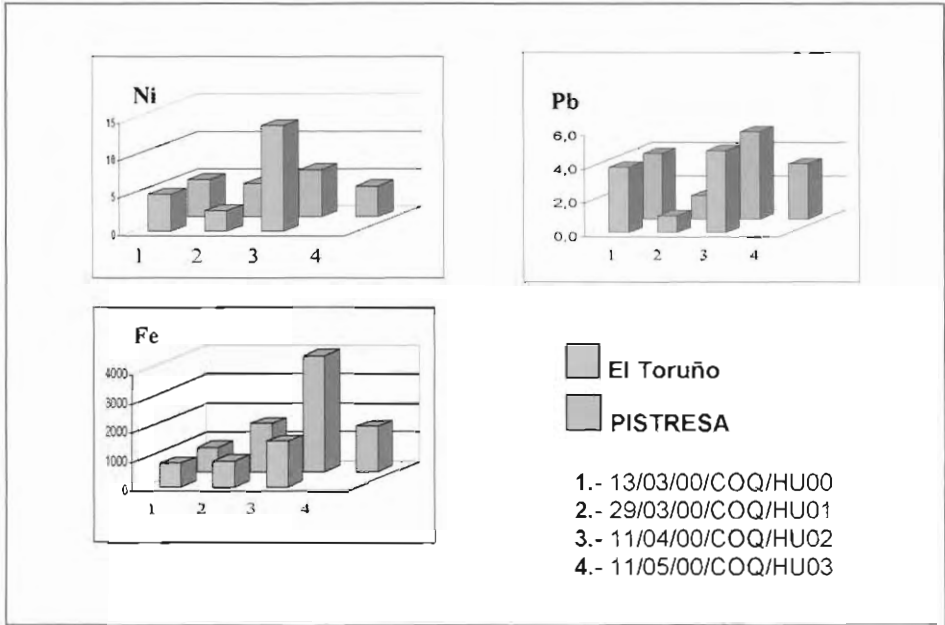 Ni
15
10
5
0
1 2 3 4
Pb
6,0
4,0
2,0
0,0
1 2 3 4
Fe
4000
3000
2000
1000
0
1 2 3 4
El Toruño
PISTRESA
1.- 13/03/00/COQ/HU00
2.- 29/03/00/COQ/HU01
3.- 11/04/00/COQ/HU02
4.- 11/05/00/COQ/HU03